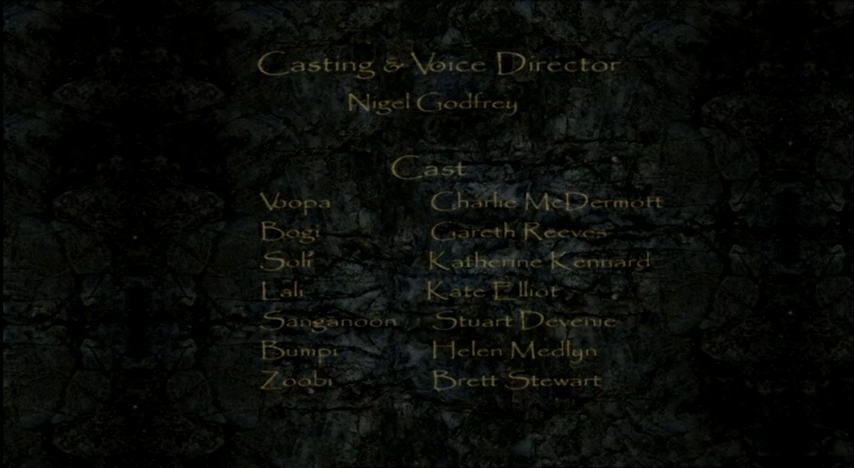 Casting & Voice Director
Nigel Godfrey
Cast
Voopa Charlie McDermott
Bogi Gareth Reeves
Soli Katherine Kennard
Lali Kate Elliot
Sanganoon Stuart Devenie
Bumpi Helen Medlyn
Zoobi Brett Stewart